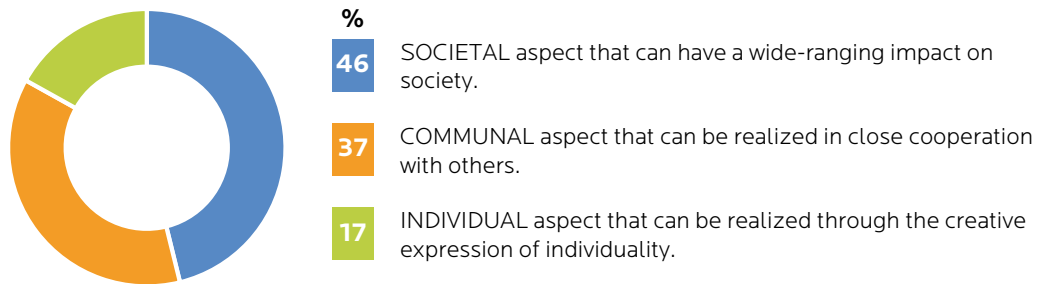 %
46 SOCIETAL aspect that can have a wide-ranging impact on
society.
37 COMMUNAL aspect that can be realized in close cooperation
with others.
17 INDIVIDUAL aspect that can be realized through the creative
expression of individuality.